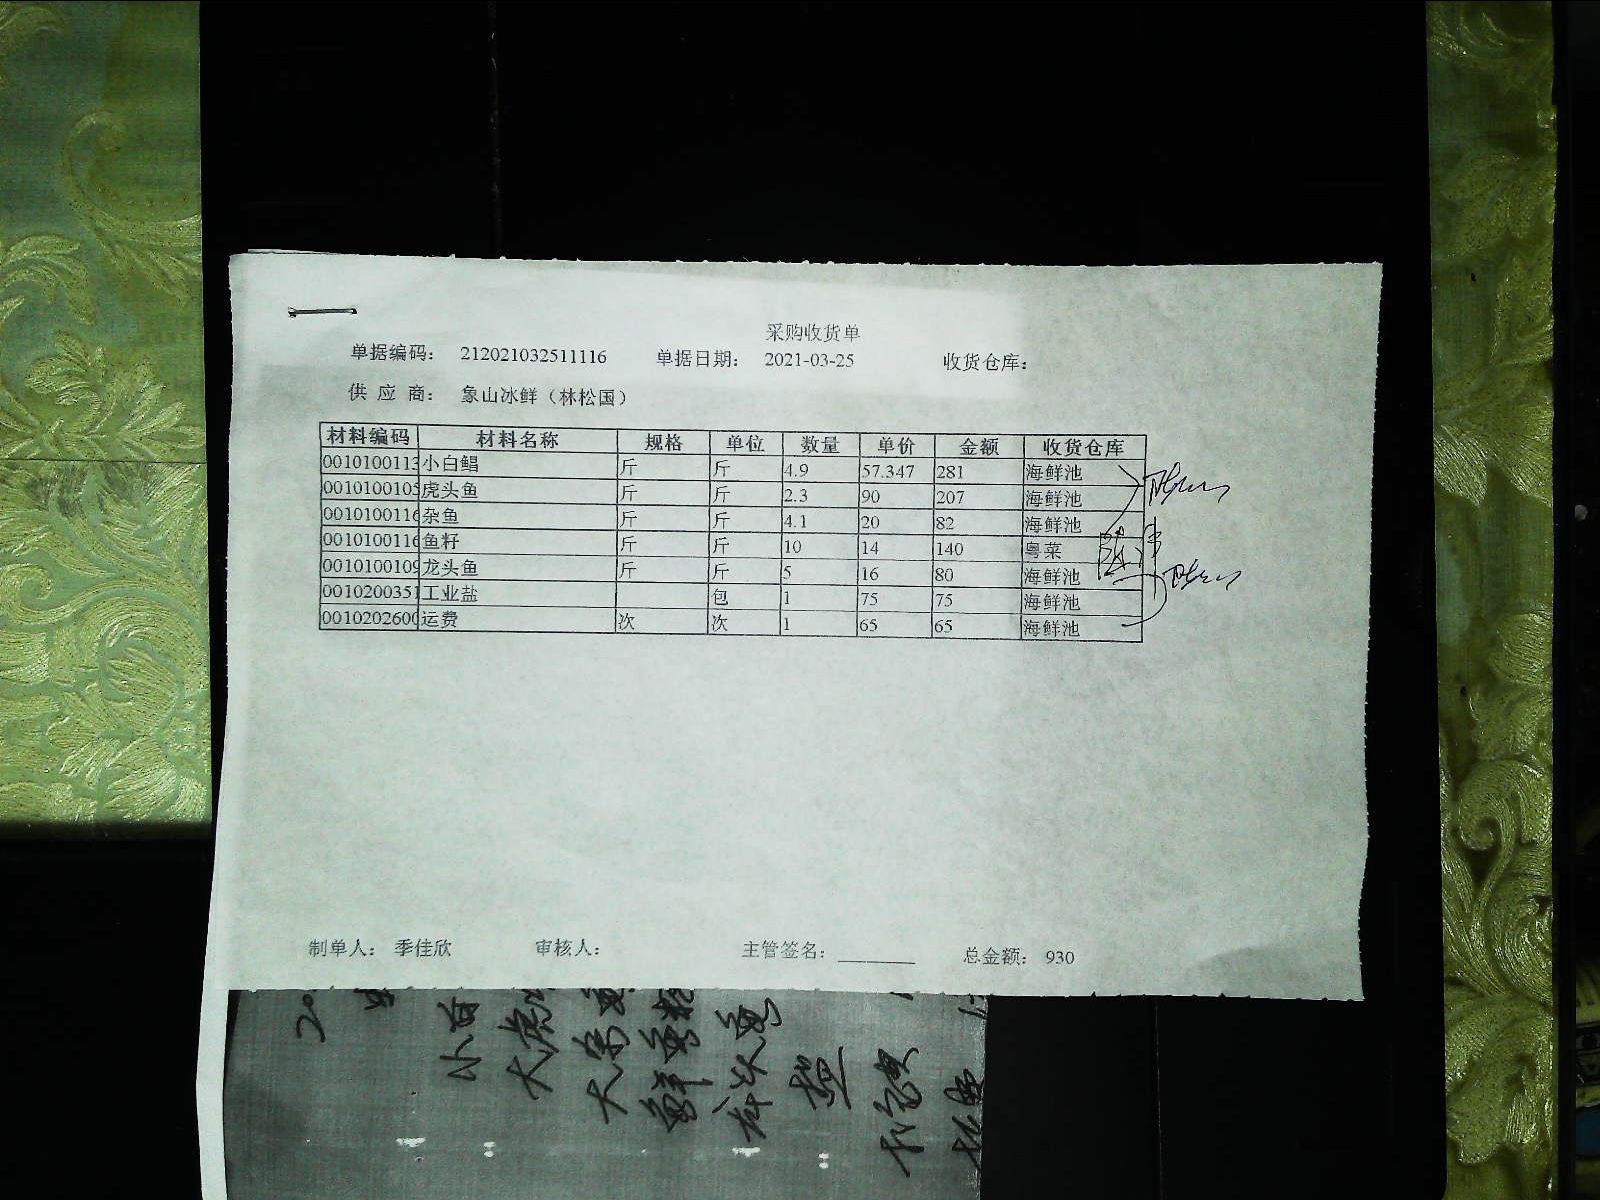 采购收货单
单据编码： 212021032511116 单据日期： 2021-03-25 收货仓库：
供 应 商： 象山冰鲜（林松国）
材料编码 材料名称 规格 单位 数量 单价 金额 收货仓库
0010100113 小白鲳 斤 斤 4.9 57.347 281 海鲜池
0010100105 虎头鱼 斤 斤 2.3 90 207 海鲜池
0010100116 杂鱼 斤 斤 4.1 20 82 海鲜池
0010100116 鱼籽 斤 斤 10 14 140 粤菜
0010100109 龙头鱼 斤 斤 5 16 80 海鲜池
0010200351 工业盐 包 1 75 75 海鲜池
0010202600 运费 次 次 1 65 65 海鲜池
制单人： 季佳欣 审核人： 主管签名： 总金额： 930